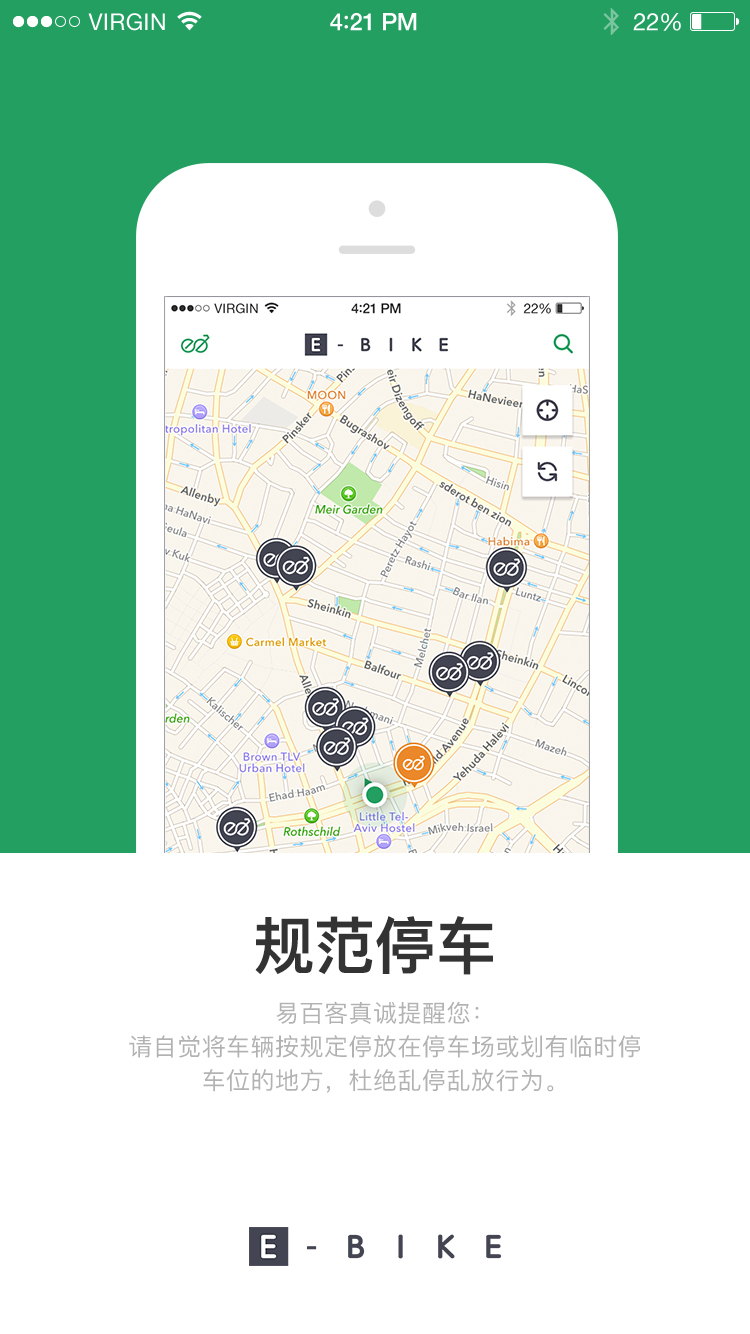 VIRGIN 4:21 PM 22%
VIRGIN 4:21 PM 22%
E - BIKE
MOON
Pinsker
Bugrashov
HaNevieer
tropolitan Hotel
Allenby
Meir Garden
sderot ben zion
Hisin
Habima
Peretz Hayot
Rashi
Bar Ilan
Luntz
Sheinkin
Carmel Market
Melchet
Balfour
Sheinkin
Kalischer
rden
Brown TLV
Urban Hotel
Yehuda Halevi
Mazeh
Ehad Haam
Rothschild
Little Tel-
Aviv Hostel
Mikveh Israel
规范停车
易百客真诚提醒您：
请自觉将车辆按规定停放在停车场或划有临时停
车位的地方，杜绝乱停乱放行为。
E - BIKE